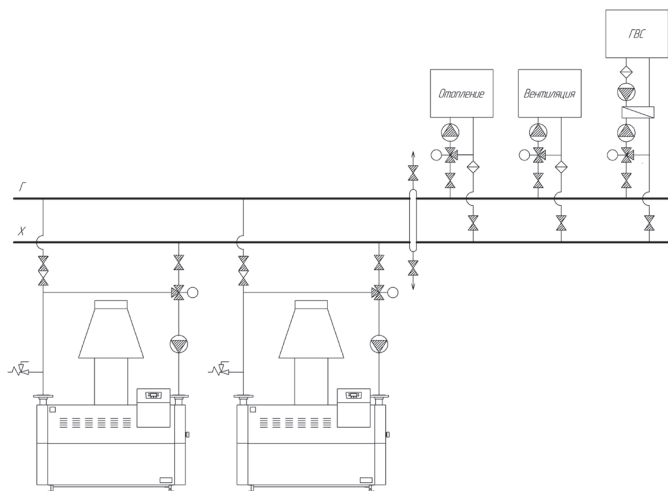 ГВС
Отопление
Вентиляция
Г
Х